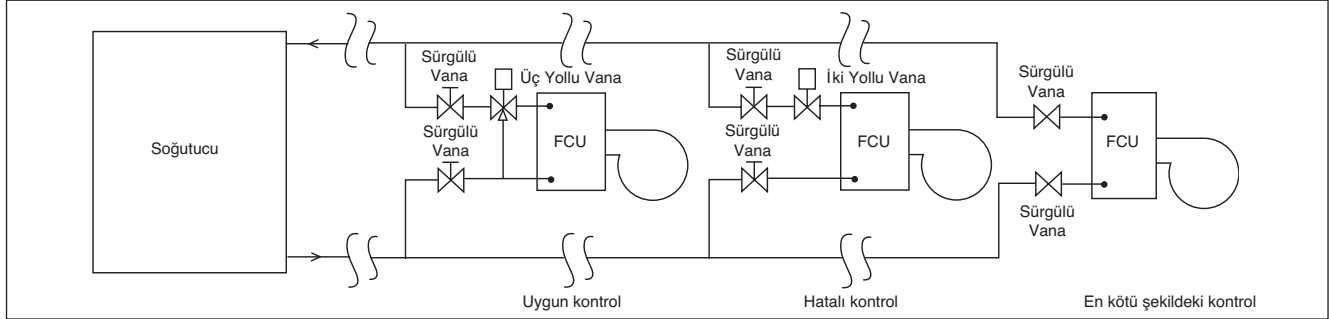 Sürgülü
Vana
Üç Yollu Vana
Sürgülü
Vana
FCU
Sürgülü
Vana
İki Yollu Vana
Sürgülü
Vana
FCU
Sürgülü
Vana
FCU
Sürgülü
Vana
Soğutucu
Uygun kontrol
Hatalı kontrol
En kötü şekildeki kontrol